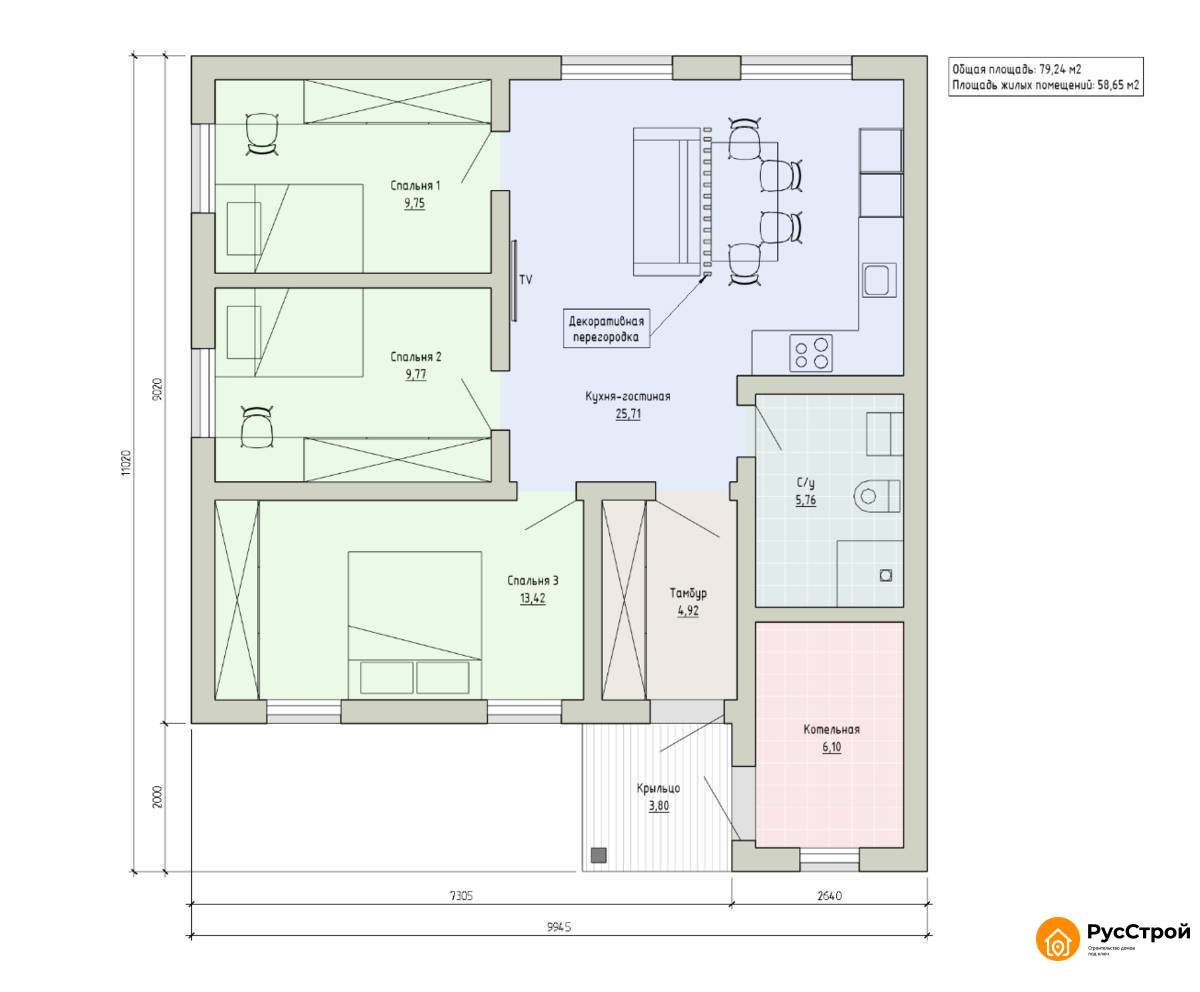 Общая площадь: 79,24 м2
Площадь жилых помещений: 58,65 м2
Спальня 1
9,75
TV
Декоративная
перегородка
Спальня 2
9,77
Кухня-гостиная
25,71
С/у
5,76
Спальня 3
13,42
Тамбур
4,92
Котельная
6,10
Крыльцо
3,80
9020
11020
2000
7305
2640
9945
РусСтрой
Строительство домов
под ключ